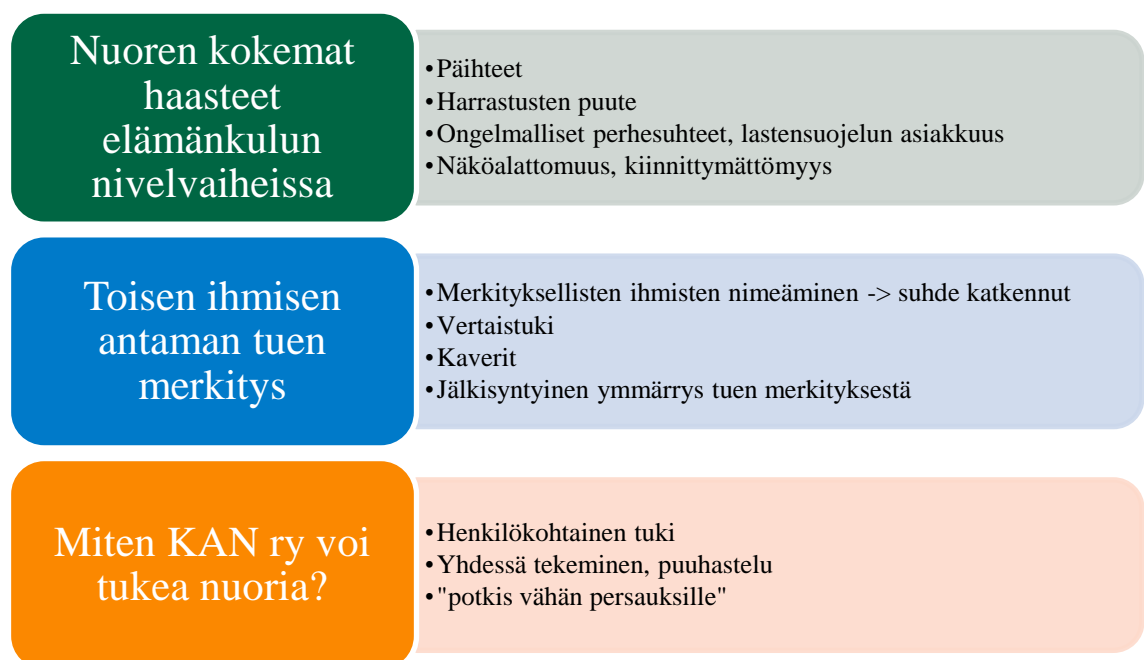 Nuoren kokemat
haasteet
elämänkulun
nivelvaiheissa
•Päihteet
•Harrastusten puute
•Ongelmalliset perhesuhteet, lastensuojelun asiakkuus
•Näköalattomuus, kiinnittymättömyys
Toisen ihmisen
antaman tuen
merkitys
•Merkityksellisten ihmisten nimeäminen -> suhde katkennut
•Vertaistuki
•Kaverit
•Jälkisyntyinen ymmärrys tuen merkityksestä
Miten KAN ry voi
tukea nuoria?
•Henkilökohtainen tuki
•Yhdessä tekeminen, puuhastelu
•"potkis vähän persauksille"